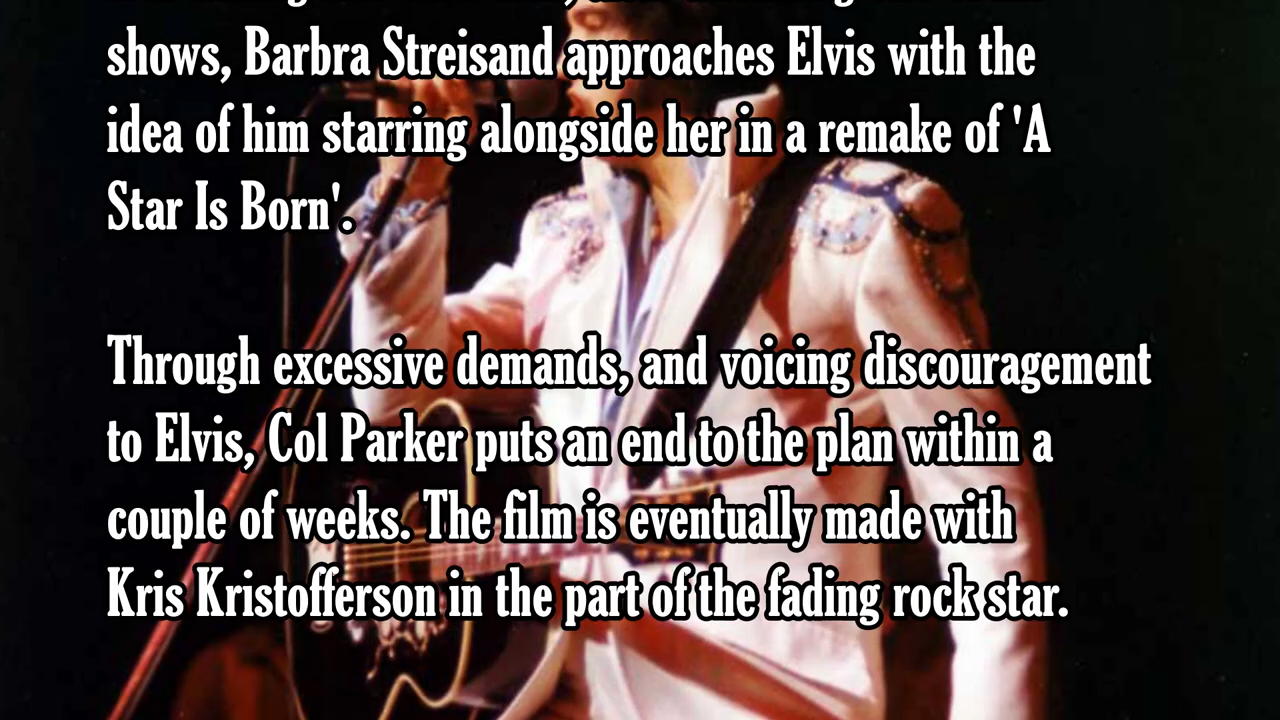 shows, Barbra Streisand approaches Elvis with the
idea of him starring alongside her in a remake of 'A
Star Is Born'.
Through excessive demands, and voicing discouragement
to Elvis, Col Parker puts an end to the plan within a
couple of weeks. The film is eventually made with
Kris Kristofferson in the part of the fading rock star.